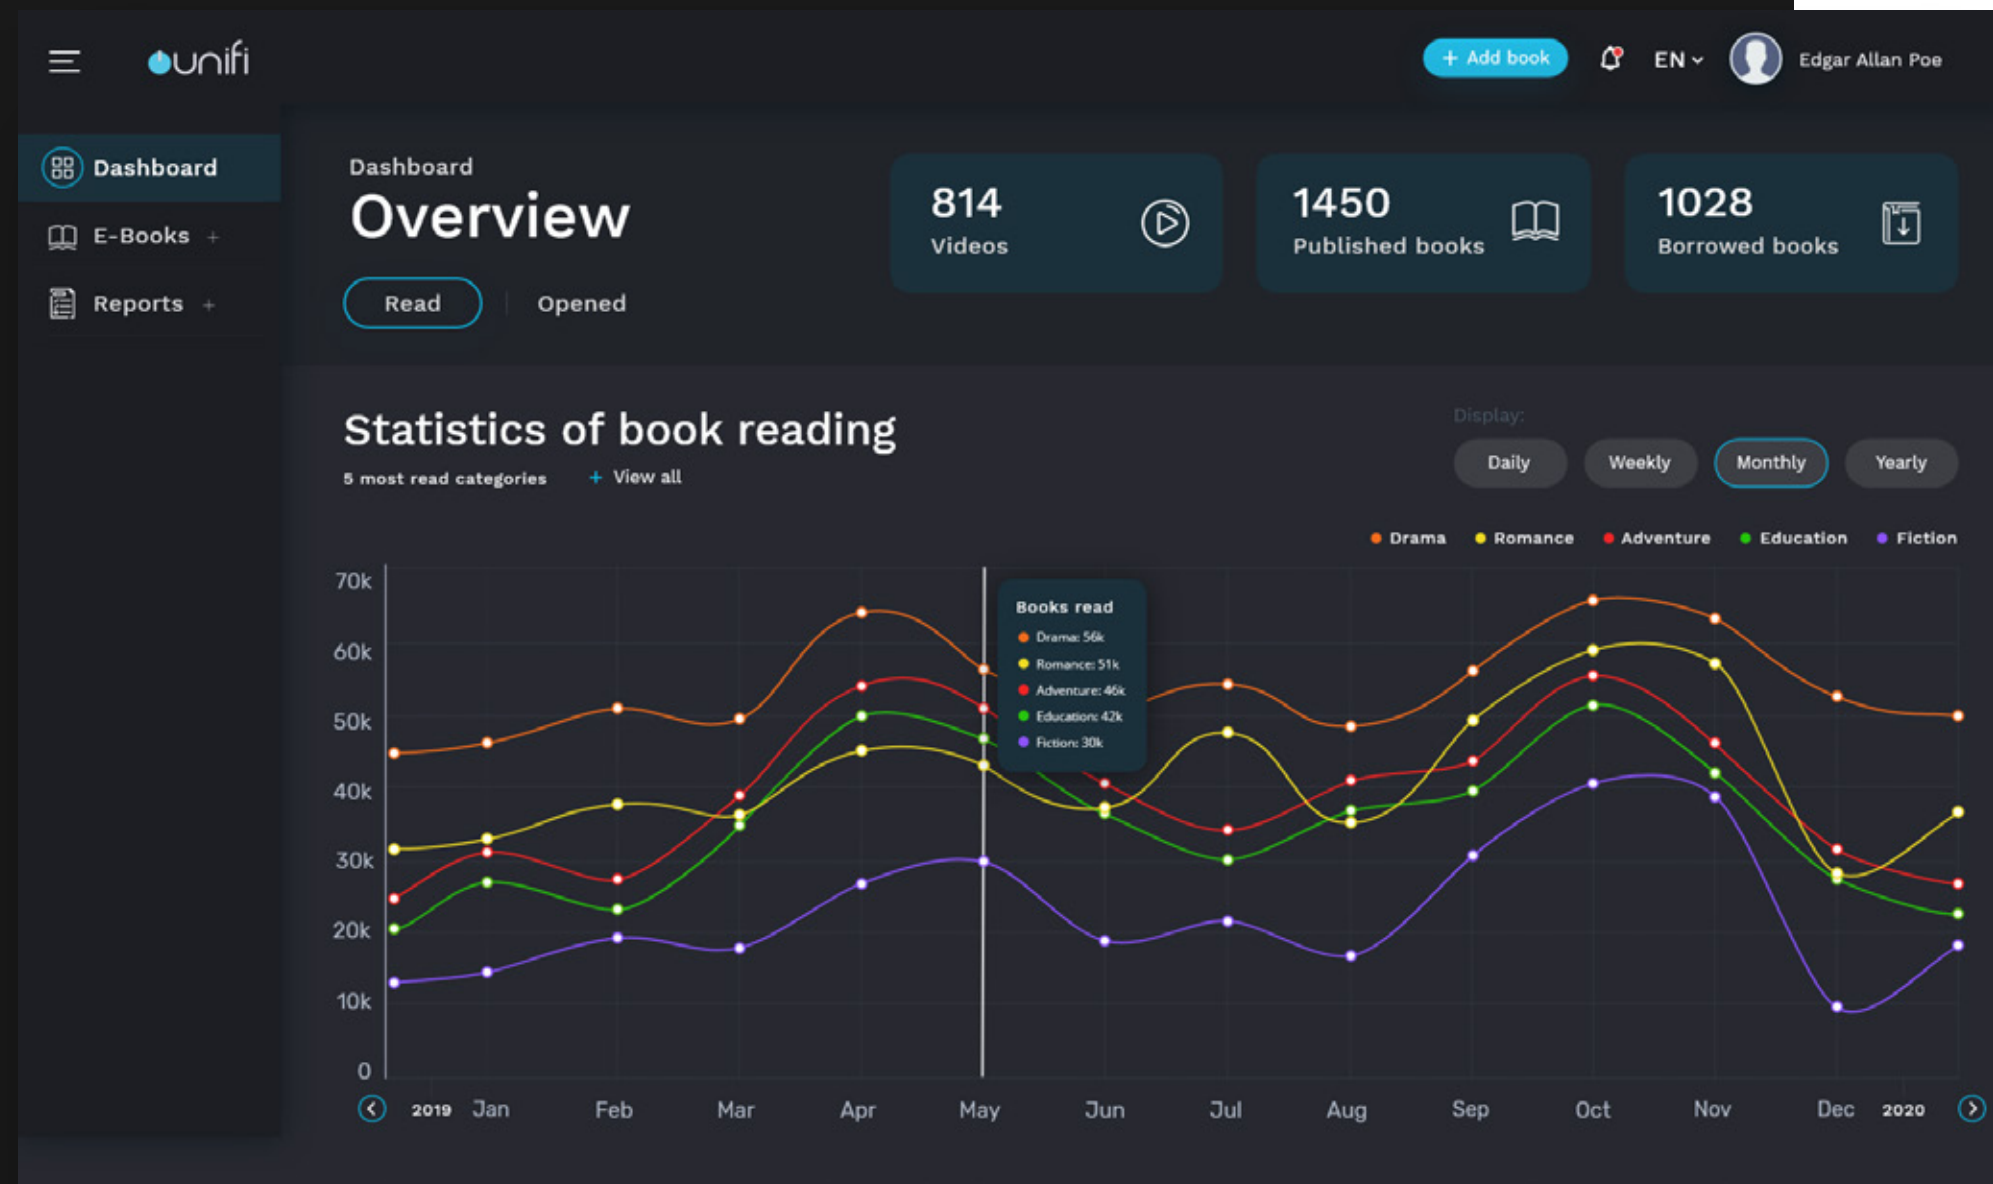 unifi
+ Add book
EN
Edgar Allan Poe
Dashboard
E-Books +
Reports +
Dashboard
Overview
Read
Opened
814
Videos
1450
Published books
1028
Borrowed books
Statistics of book reading
5 most read categories
+ View all
Display:
Daily
Weekly
Monthly
Yearly
Drama
Romance
Adventure
Education
Fiction
70k
60k
50k
40k
30k
20k
10k
0
Books read
Drama: 56k
Romance: 51k
Adventure: 46k
Education: 42k
Fiction: 30k
2019 Jan Feb Mar Apr May Jun Jul Aug Sep Oct Nov Dec 2020